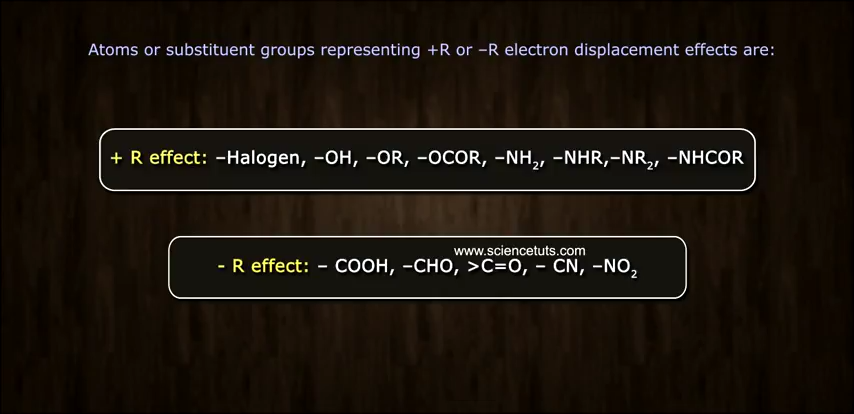 Atoms or substituent groups representing +R or –R electron displacement effects are:
+ R effect: –Halogen, –OH, –OR, –OCOR, –NH₂, –NHR,–NR₂, –NHCOR
www.sciencetuts.com
- R effect: – COOH, –CHO, >C=O, – CN, –NO₂